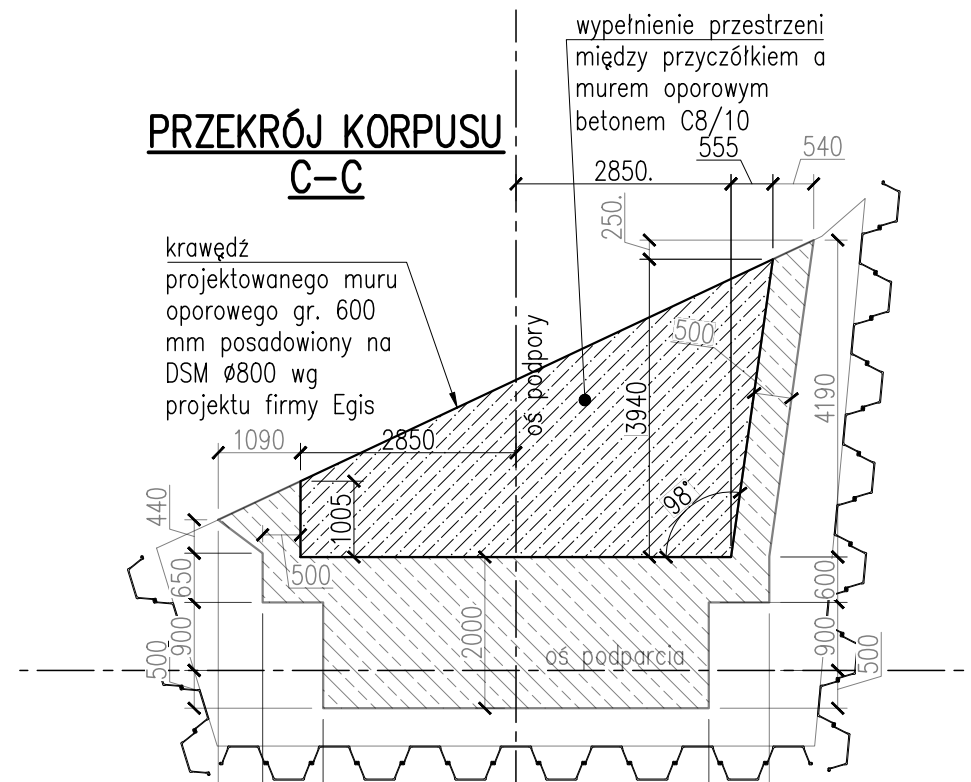 wypełnienie przestrzeni
między przyczółkiem a
murem oporowym
betonem C8/10
PRZEKRÓJ KORPUSU
C-C
555
540
2850.
250.
krawędź
projektowanego muru
oporowego gr. 600
mm posadowiony na
DSM Ø800 wg
projektu firmy Egis
oś podpory
500
3940
4190
1090
2850
98°
440
1005
500
650
600
900
2000
900
500
oś podparcia
500